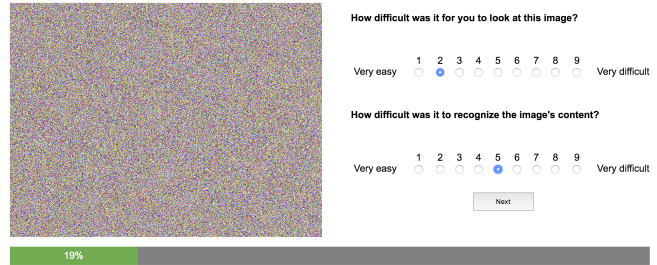 How difficult was it for you to look at this image?
1 2 3 4 5 6 7 8 9
Very easy Very difficult
How difficult was it to recognize the image's content?
1 2 3 4 5 6 7 8 9
Very easy Very difficult
Next
19%